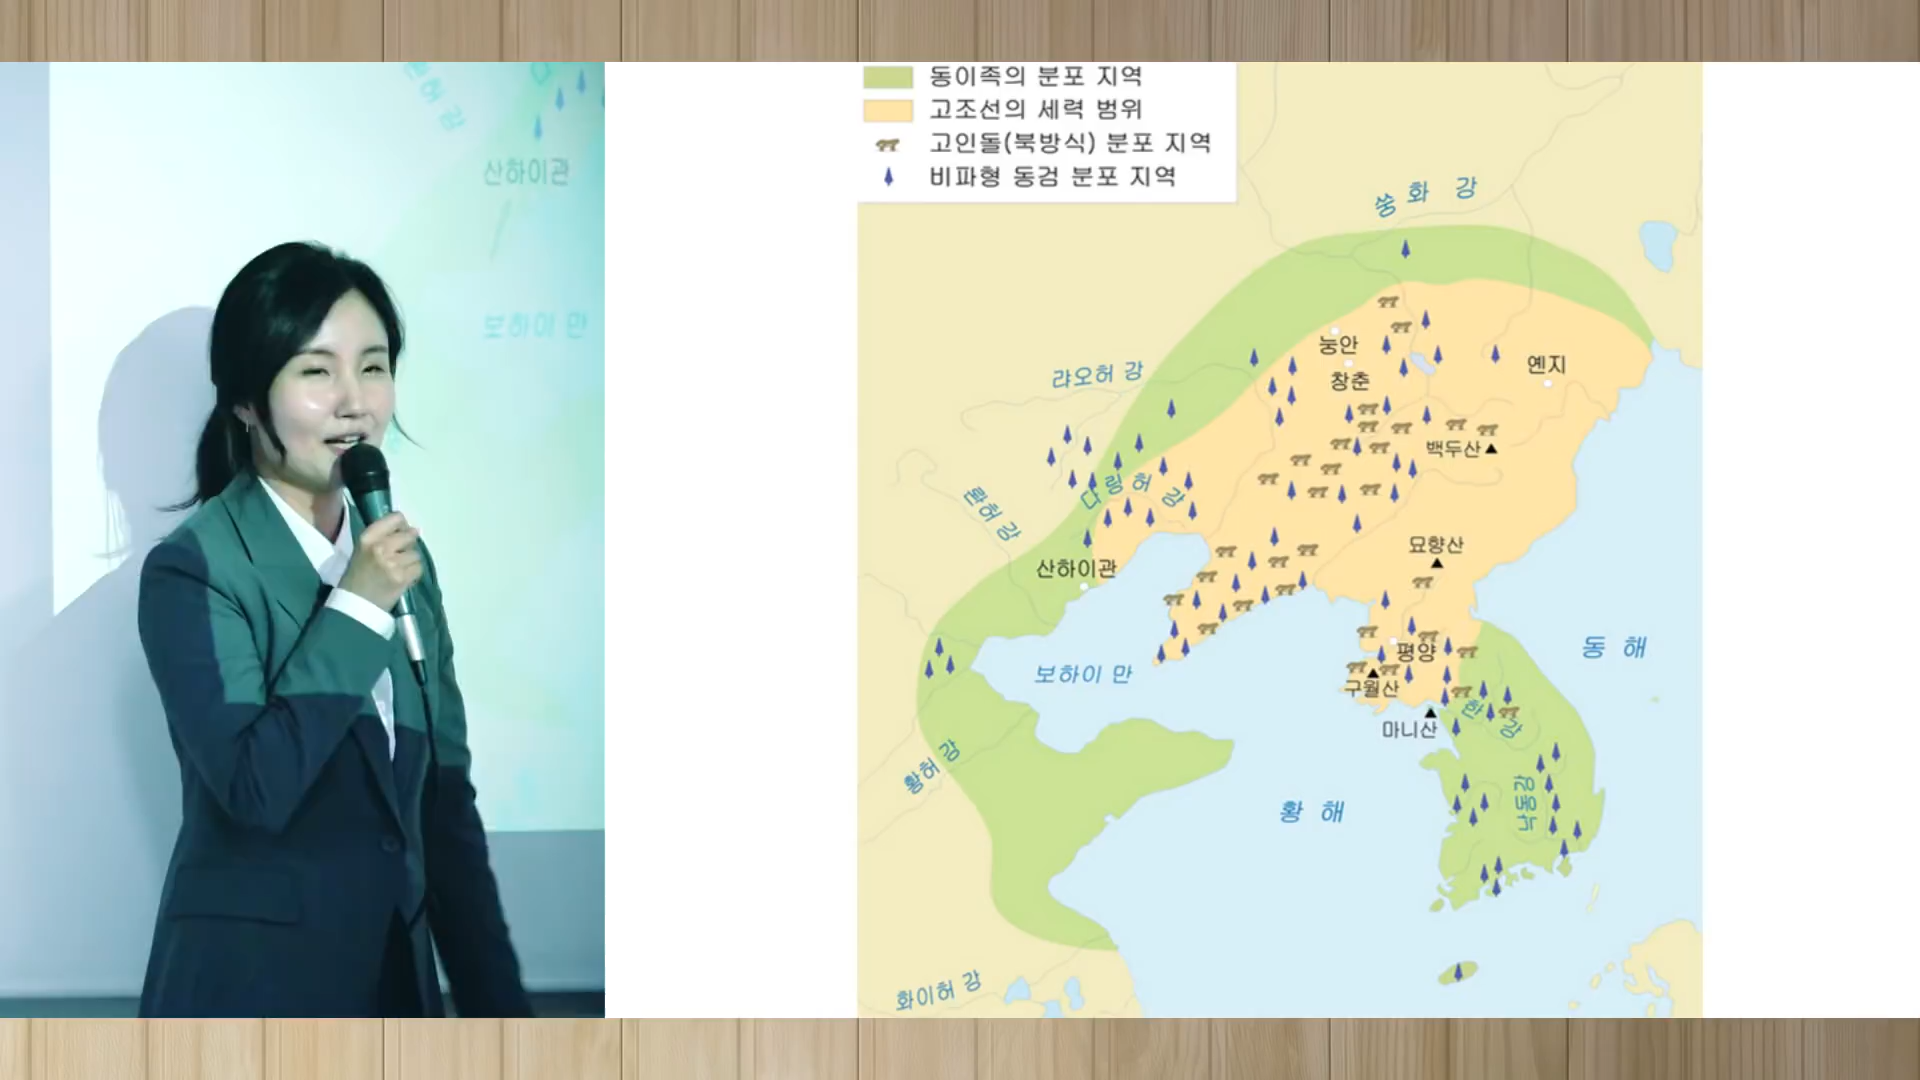 롼허 강
산하이관
보하이 만
동이족의 분포 지역
고조선의 세력 범위
고인돌(북방식) 분포 지역
비파형 동검 분포 지역
쑹화 강
눙안
창춘
옌지
랴오허 강
백두산
다링허 강
롼허 강
묘향산
산하이관
동 해
보하이 만
평양
구월산
마니산
한강
황허 강
낙동강
황 해
화이허 강